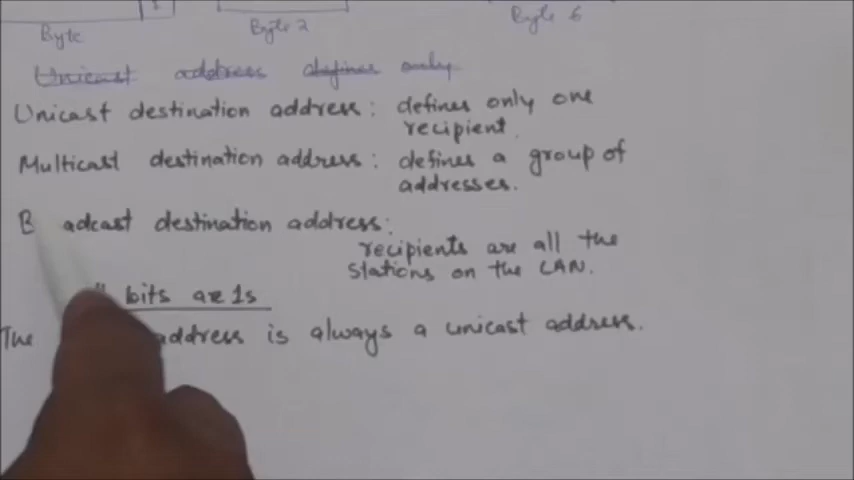 Byte Byte 2 Byte 6
Unicast address defines only
Unicast destination address: defines only one
recipient.
Multicast destination address: defines a group of
addresses.
adcast destination address:
recipients are all the
stations on the LAN.
bits are 1s
The address is always a unicast address.